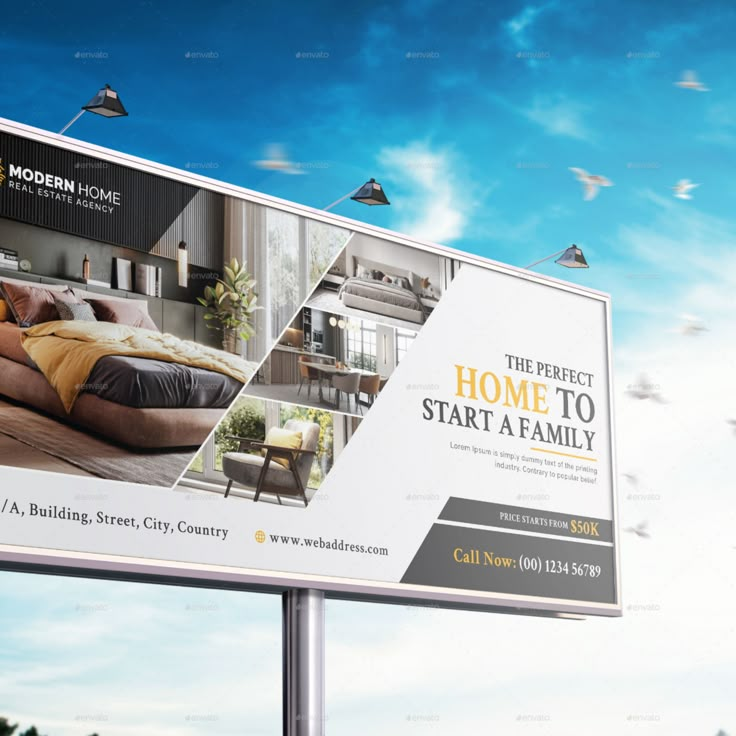 MODERN HOME
REAL ESTATE AGENCY
THE PERFECT
HOME TO
START A FAMILY
Lorem Ipsum is simply dummy text of the printing
industry. Contrary to popular belief.
PRICE STARTS FROM $50K
Call Now: (00) 1234 56789
/A, Building, Street, City, Country
www.webaddress.com
envato